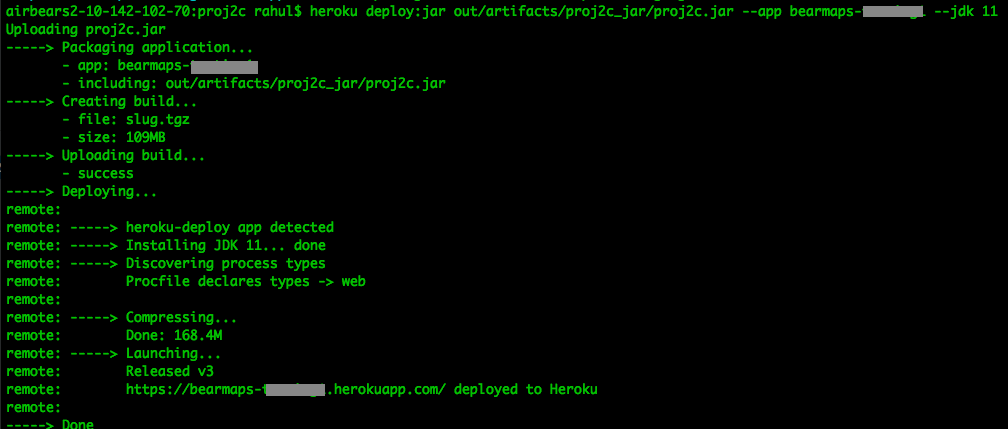 airbears2-10-142-102-70:proj2c rahul$ heroku deploy:jar out/artifacts/proj2c_jar/proj2c.jar --app bearmaps- --jdk 11
Uploading proj2c.jar
-----> Packaging application...
- app: bearmaps-
- including: out/artifacts/proj2c_jar/proj2c.jar
-----> Creating build...
- file: slug.tgz
- size: 109MB
-----> Uploading build...
- success
-----> Deploying...
remote:
remote: -----> heroku-deploy app detected
remote: -----> Installing JDK 11... done
remote: -----> Discovering process types
remote: Procfile declares types -> web
remote:
remote: -----> Compressing...
remote: Done: 168.4M
remote: -----> Launching...
remote: Released v3
remote: https://bearmaps- .herokuapp.com/ deployed to Heroku
remote:
-----> Done